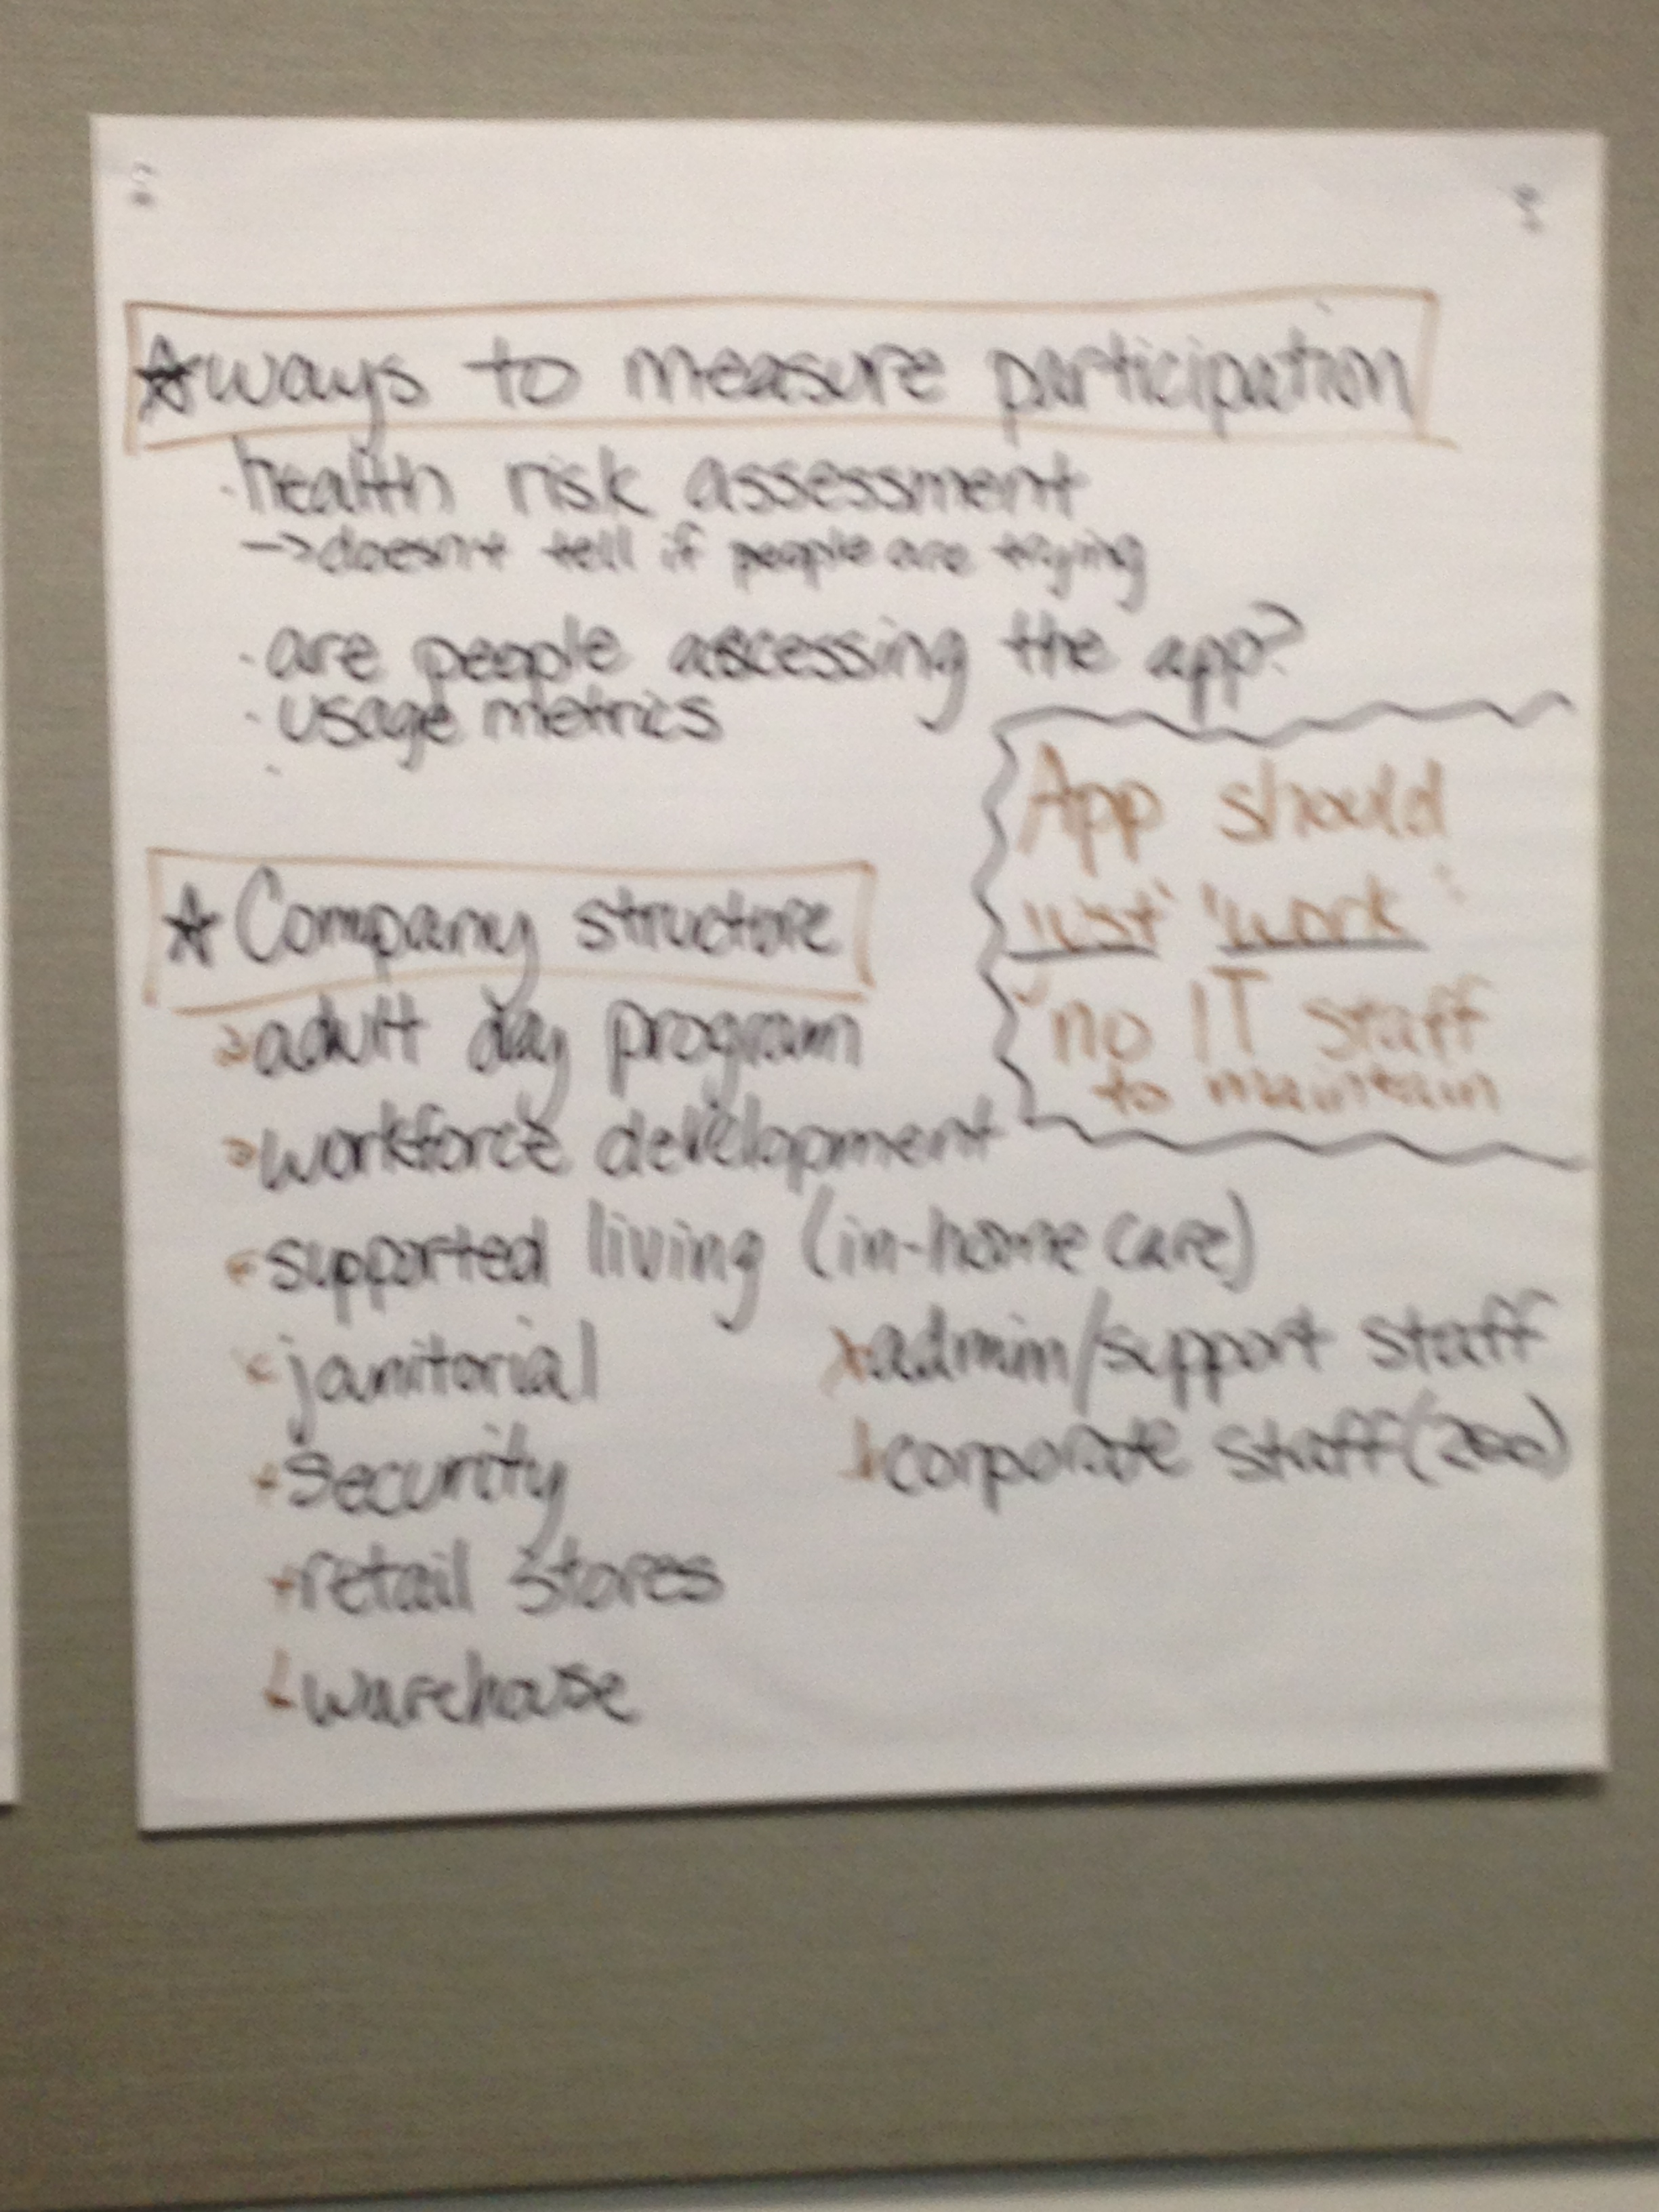 ☆ ways to measure participation
· health risk assessment
→ doesn't tell if people are trying
· are people accessing the app?
· usage metrics
·
App should
just "work"
no IT staff
to maintain
☆ Company structure
adult day program
workforce development
supported living (in-home care)
janitorial
security
retail stores
warehouse
admin/support staff
corporate staff (200)